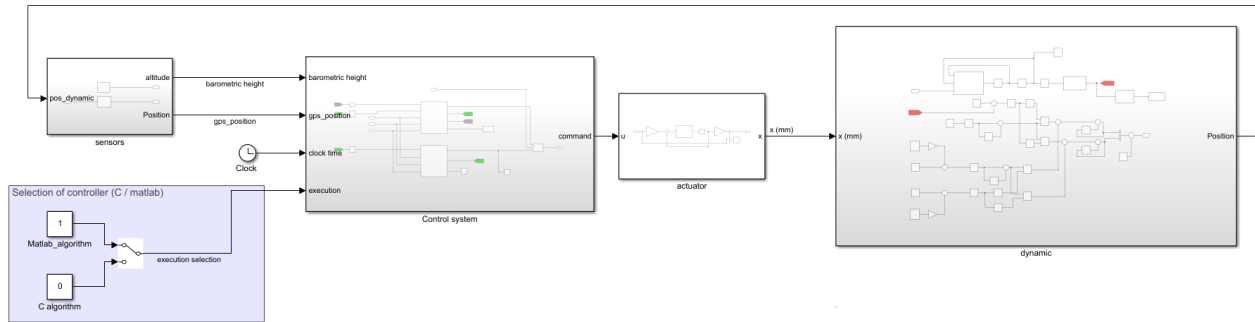 altitude
barometric height
pos_dynamic
Position
gps_position
sensors
Clock
barometric height
gps_position
clock time
execution
command
Control system
u
x
actuator
x (mm)
x (mm)
Position
dynamic
Selection of controller (C / matlab)
1
Matlab_algorithm
execution selection
0
C algorithm